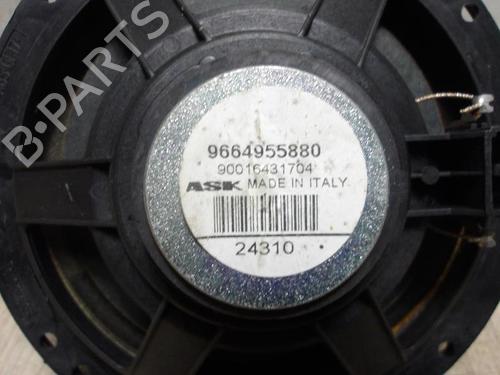 9664955880
90016431704
ASK MADE IN ITALY
24310
B-PARTS